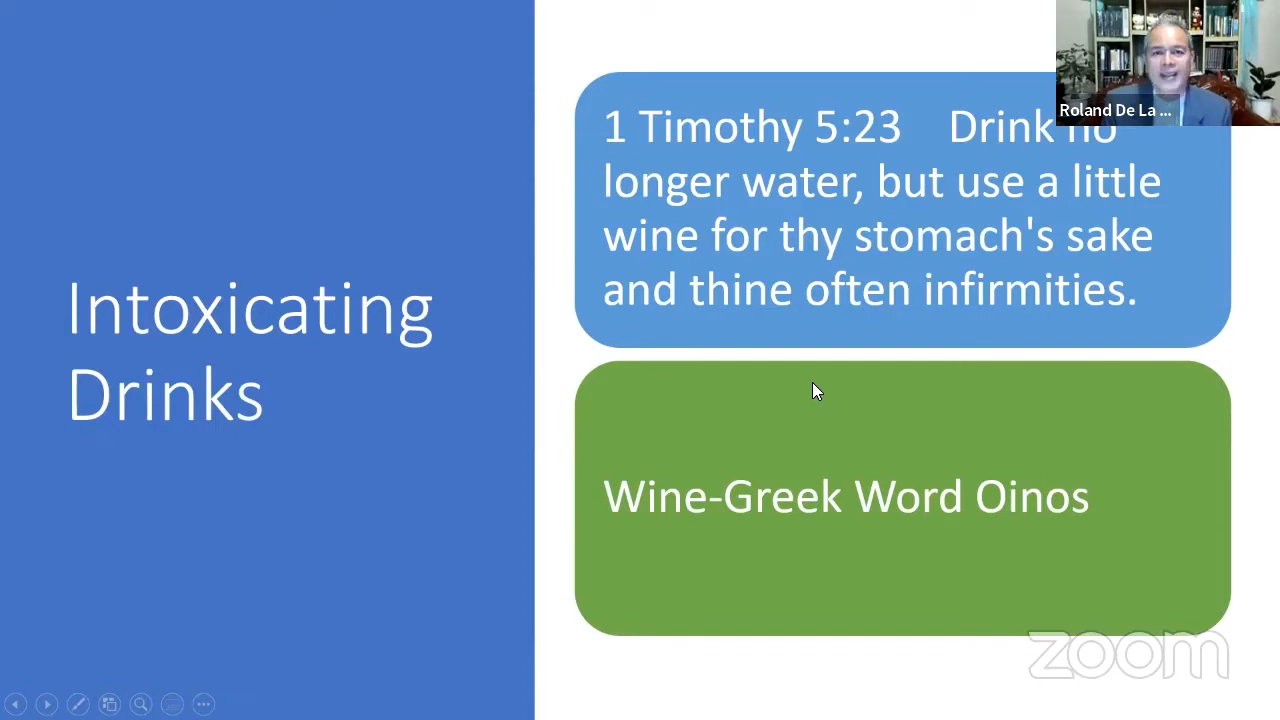 Intoxicating
Drinks
1 Timothy 5:23 Drink no
longer water, but use a little
wine for thy stomach's sake
and thine often infirmities.
Wine-Greek Word Oinos
Roland De La ...
zoom